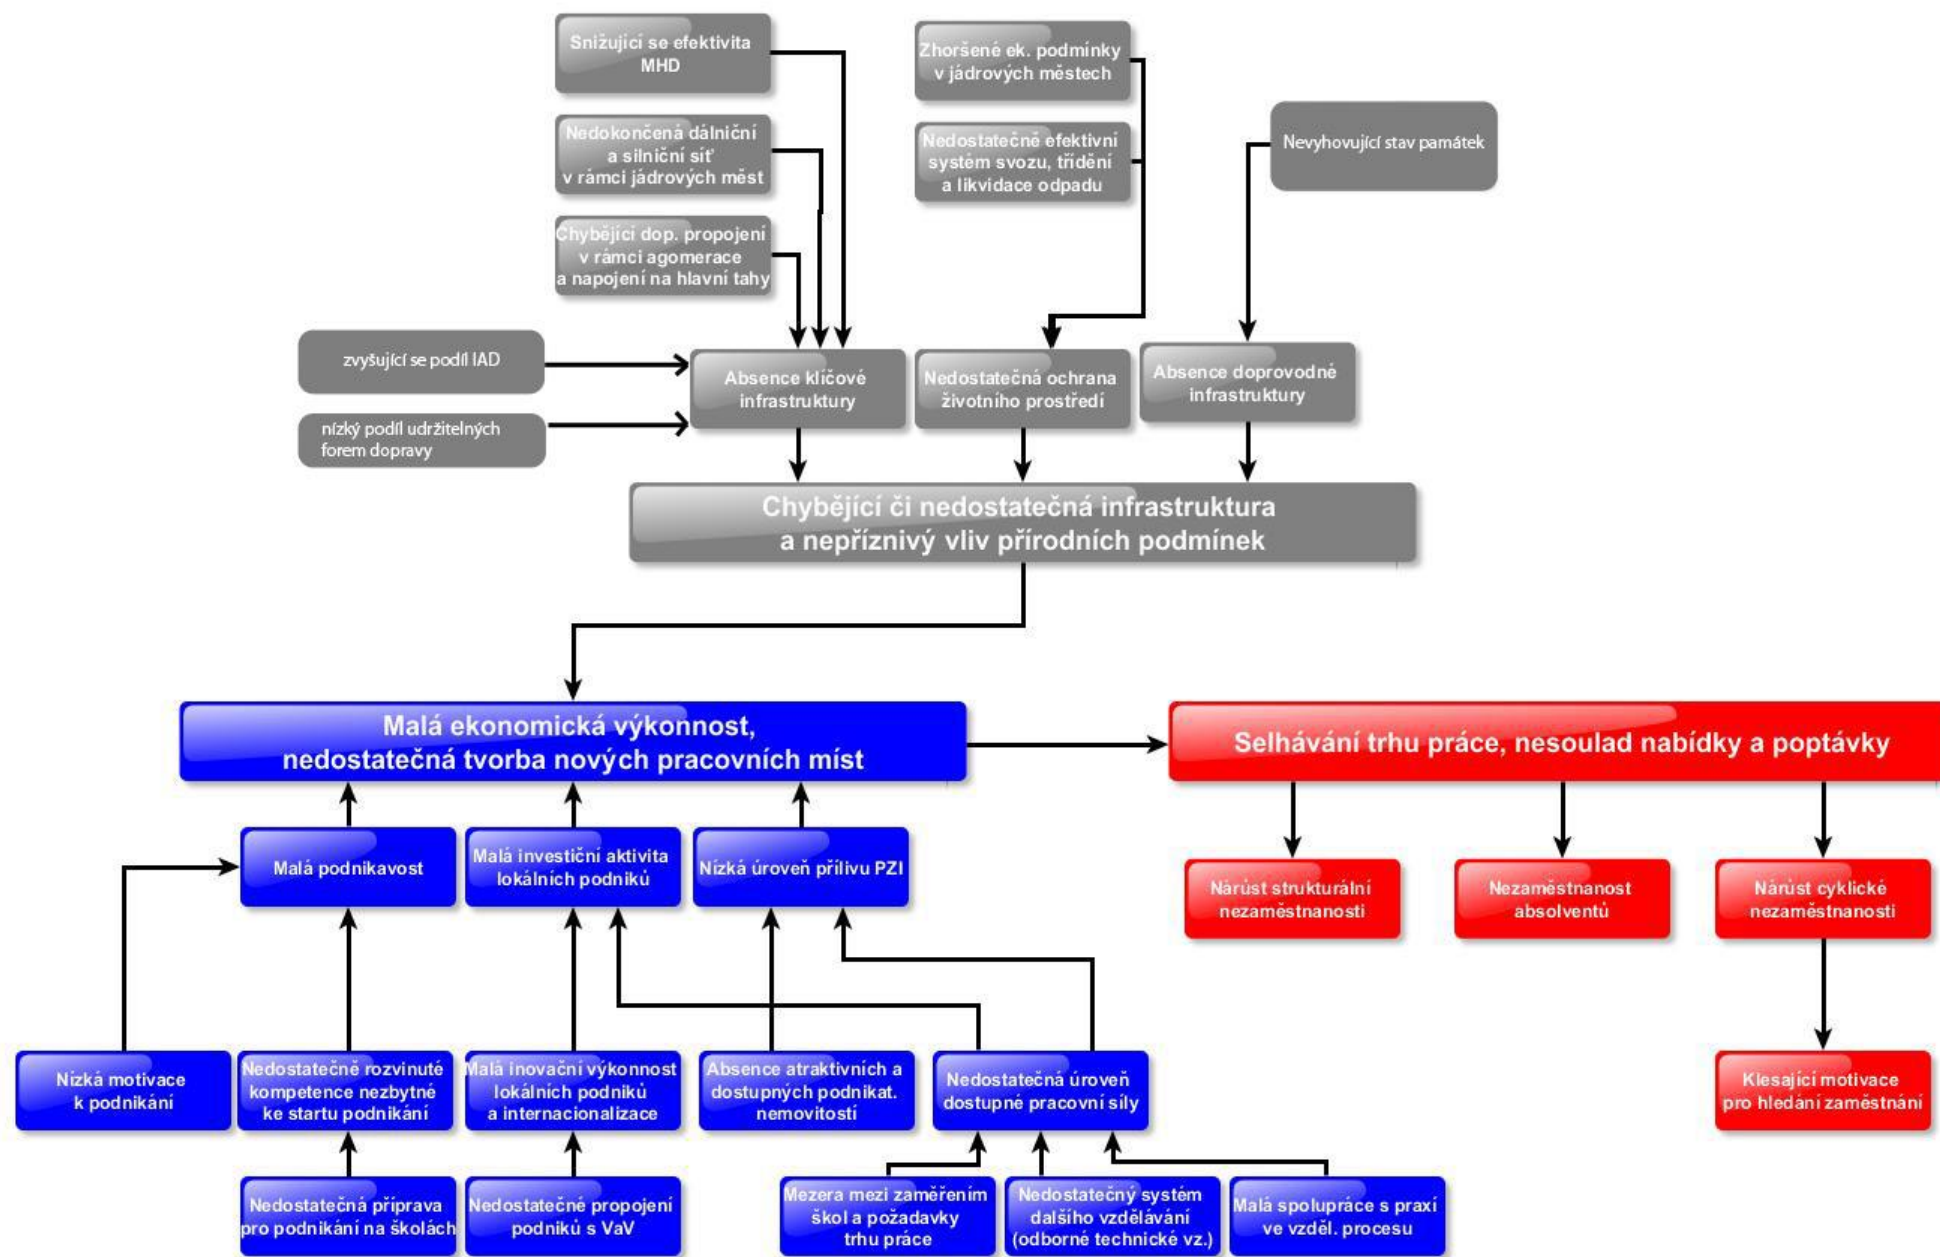 Snižující se efektivita
MHD
Zhoršené ek. podmínky
v jádrových městech
Nedokončená dálniční
a silniční síť
v rámci jádrových měst
Nedostatečně efektivní
systém svozu, třídění
a likvidace odpadu
Nevyhovující stav památek
Chybějící dop. propojení
v rámci agomerace
a napojení na hlavní tahy
zvyšující se podíl IAD
nízký podíl udržitelných
forem dopravy
Absence klíčové
infrastruktury
Nedostatečná ochrana
životního prostředí
Absence doprovodné
infrastruktury
Chybějící či nedostatečná infrastruktura
a nepříznivý vliv přírodních podmínek
Malá ekonomická výkonnost,
nedostatečná tvorba nových pracovních míst
Selhávání trhu práce, nesoulad nabídky a poptávky
Malá podnikavost
Malá investiční aktivita
lokálních podniků
Nízká úroveň přílivu PZI
Nárůst strukturální
nezaměstnanosti
Nezaměstnanost
absolventů
Nárůst cyklické
nezaměstnanosti
Nízká motivace
k podnikání
Nedostatečně rozvinuté
kompetence nezbytné
ke startu podnikání
Malá inovační výkonnost
lokálních podniků
a internacionalizace
Absence atraktivních a
dostupných podnikat.
nemovitostí
Nedostatečná úroveň
dostupné pracovní síly
Klesající motivace
pro hledání zaměstnání
Nedostatečná příprava
pro podnikání na školách
Nedostatečné propojení
podniků s VaV
Mezera mezi zaměřením
škol a požadavky
trhu práce
Nedostatečný systém
dalšího vzdělávání
(odborné technické vz.)
Malá spolupráce s praxí
ve vzděl. procesu